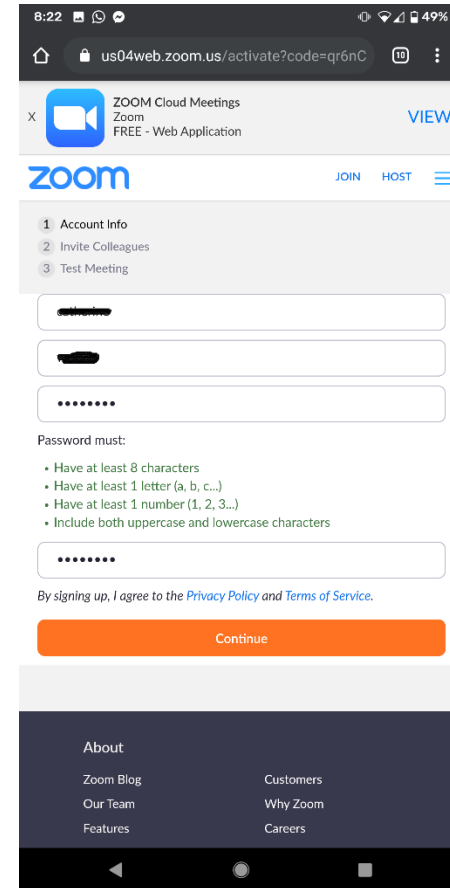 8:22 49%
us04web.zoom.us/activate?code=qr6nC 10
X
ZOOM Cloud Meetings
Zoom
FREE - Web Application
VIEW
zoom JOIN HOST
1 Account Info
2 Invite Colleagues
3 Test Meeting
••••••••
Password must:
• Have at least 8 characters
• Have at least 1 letter (a, b, c...)
• Have at least 1 number (1, 2, 3...)
• Include both uppercase and lowercase characters
••••••••
By signing up, I agree to the Privacy Policy and Terms of Service.
Continue
About
Zoom Blog Customers
Our Team Why Zoom
Features Careers